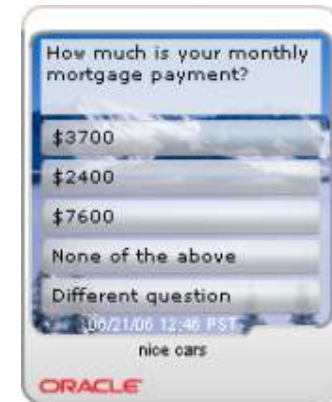 How much is your monthly
mortgage payment?
$3700
$2400
$7600
None of the above
Different question
06/21/06 12:46 PST
nice cars
ORACLE